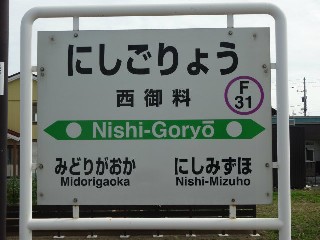 にしごりょう
西御料
F
31
Nishi-Goryō
みどりがおか
Midorigaoka
にしみずほ
Nishi-Mizuho